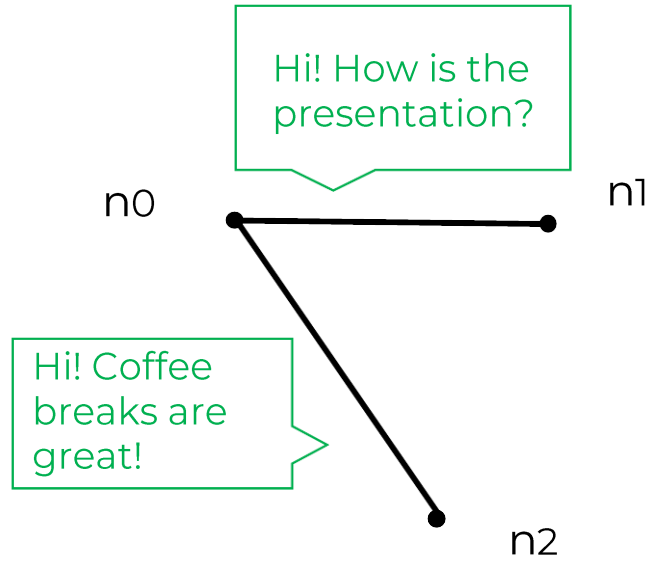 Hi! How is the
presentation?
n0
n1
Hi! Coffee
breaks are
great!
n2